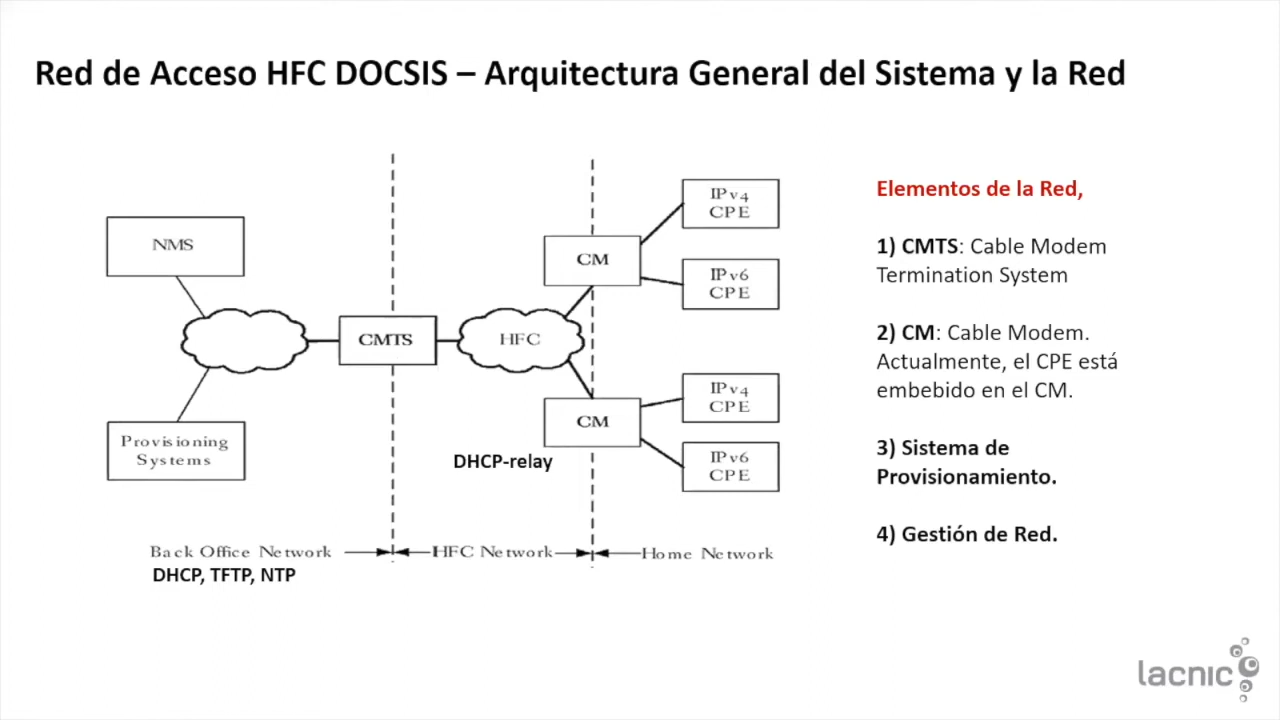 Red de Acceso HFC DOCSIS – Arquitectura General del Sistema y la Red
NMS
Provisioning
Systems
CMTS
HFC
CM
CM
DHCP-relay
IPv4
CPE
IPv6
CPE
IPv4
CPE
IPv6
CPE
Back Office Network
HFC Network
Home Network
DHCP, TFTP, NTP
Elementos de la Red,
1) CMTS: Cable Modem
Termination System
2) CM: Cable Modem.
Actualmente, el CPE está
embebido en el CM.
3) Sistema de
Provisionamiento.
4) Gestión de Red.
lacnic